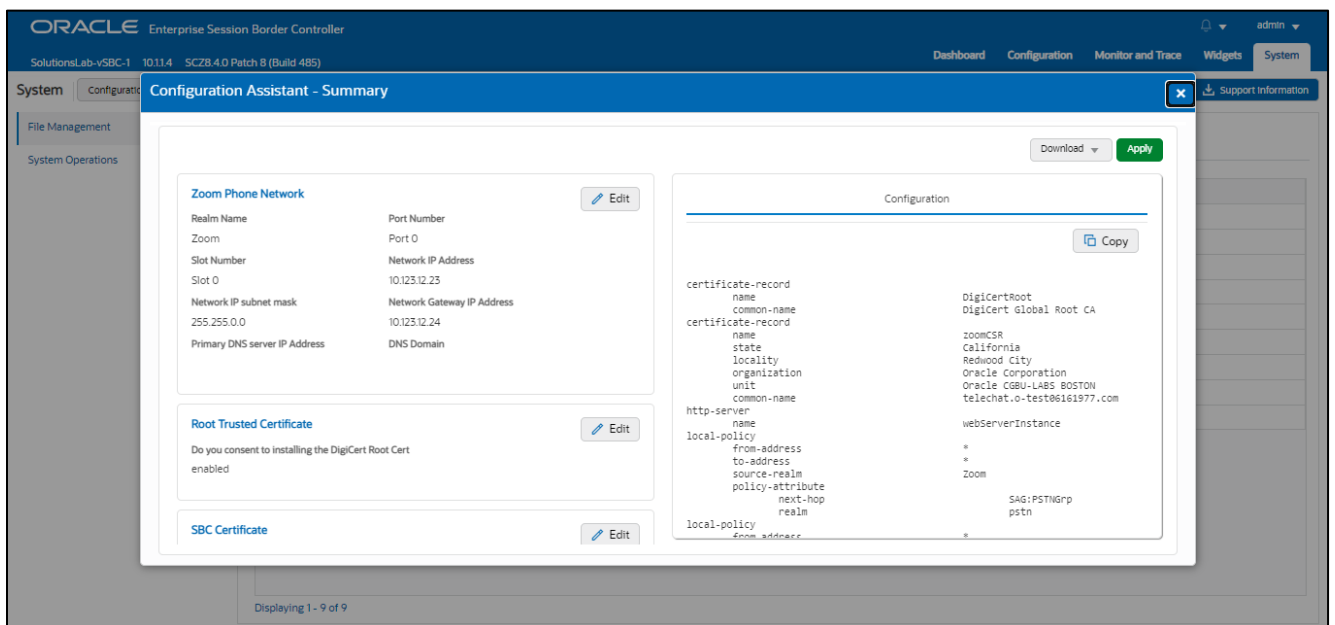 ORACLE Enterprise Session Border Controller
admin
SolutionsLab-vSBC-1 10.1.1.4 SCZ8.4.0 Patch 8 (Build 485)
Dashboard Configuration Monitor and Trace Widgets System
System
Configuration Assistant - Summary
Support Information
File Management
System Operations
Download Apply
Zoom Phone Network
Edit
Realm Name Port Number
Zoom Port 0
Slot Number Network IP Address
Slot 0 10.123.12.23
Network IP subnet mask Network Gateway IP Address
255.255.0.0 10.123.12.24
Primary DNS server IP Address DNS Domain
Root Trusted Certificate
Edit
Do you consent to installing the DigiCert Root Cert
enabled
SBC Certificate
Edit
Configuration
Copy
certificate-record
name DigiCertRoot
common-name DigiCert Global Root CA
certificate-record
name zoomCSR
state California
locality Redwood City
organization Oracle Corporation
unit Oracle CGBU-LABS BOSTON
common-name telechat.o-test06161977.com
http-server
name webServerInstance
local-policy
from-address *
to-address *
source-realm Zoom
policy-attribute
next-hop SAG:PSTNGrp
realm pstn
local-policy
from-address *
Displaying 1 - 9 of 9